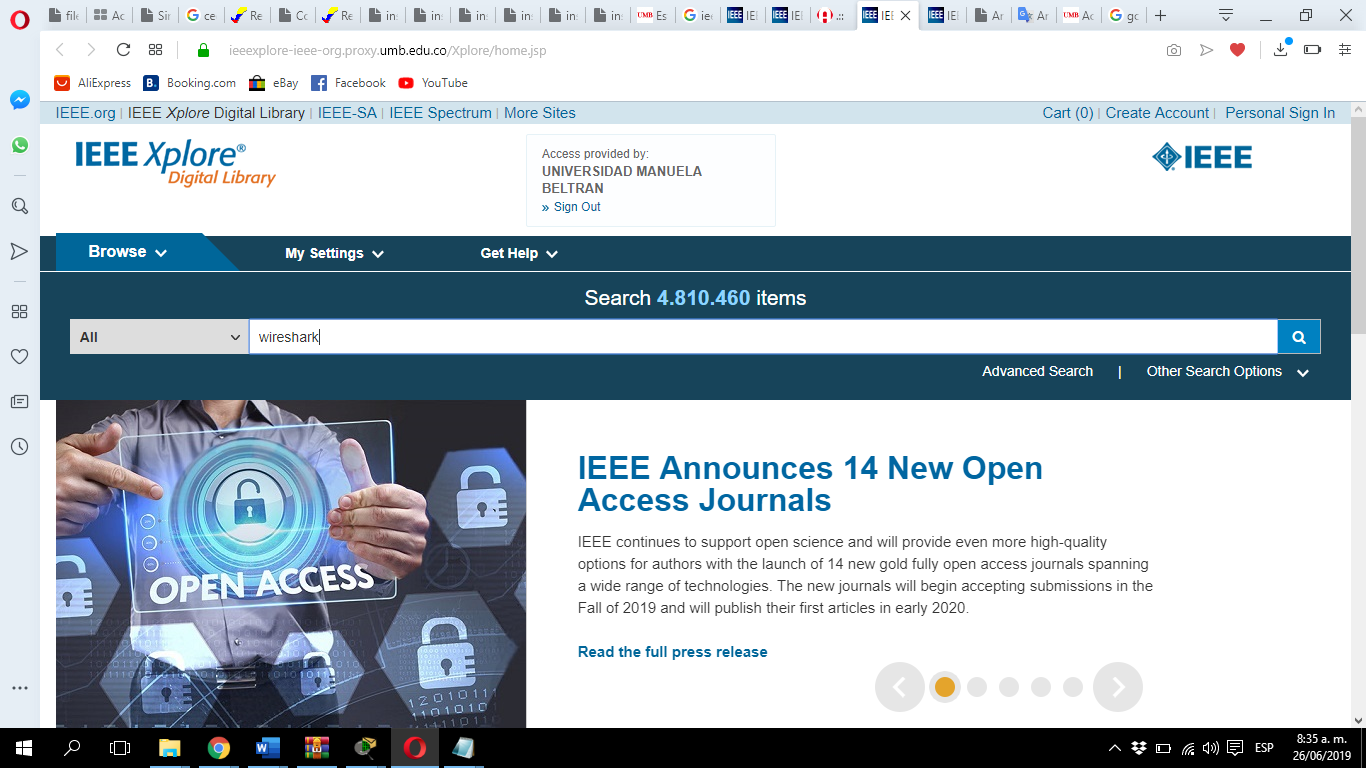 file
Ac
Sir
ce
Re
Co
Re
in
in
in
in
in
in
UMB Es
ie
IEEE IEI
IEEE IEI
.::
IEEE IEI
IEEE IEI
Ar
Ar
UMB Ac
gc
ieeexplore-ieee-org.proxy.umb.edu.co/Xplore/home.jsp
AliExpress
B. Booking.com
eBay
Facebook
YouTube
IEEE.org | IEEE Xplore Digital Library | IEEE-SA | IEEE Spectrum | More Sites
Cart (0) | Create Account | Personal Sign In
IEEE Xplore®
Digital Library
Access provided by:
UNIVERSIDAD MANUELA
BELTRAN
» Sign Out
IEEE
Browse
My Settings
Get Help
Search 4.810.460 items
All
wireshark
Advanced Search | Other Search Options
OPEN ACCESS
IEEE Announces 14 New Open
Access Journals
IEEE continues to support open science and will provide even more high-quality
options for authors with the launch of 14 new gold fully open access journals spanning
a wide range of technologies. The new journals will begin accepting submissions in the
Fall of 2019 and will publish their first articles in early 2020.
Read the full press release
ESP
8:35 a. m.
26/06/2019